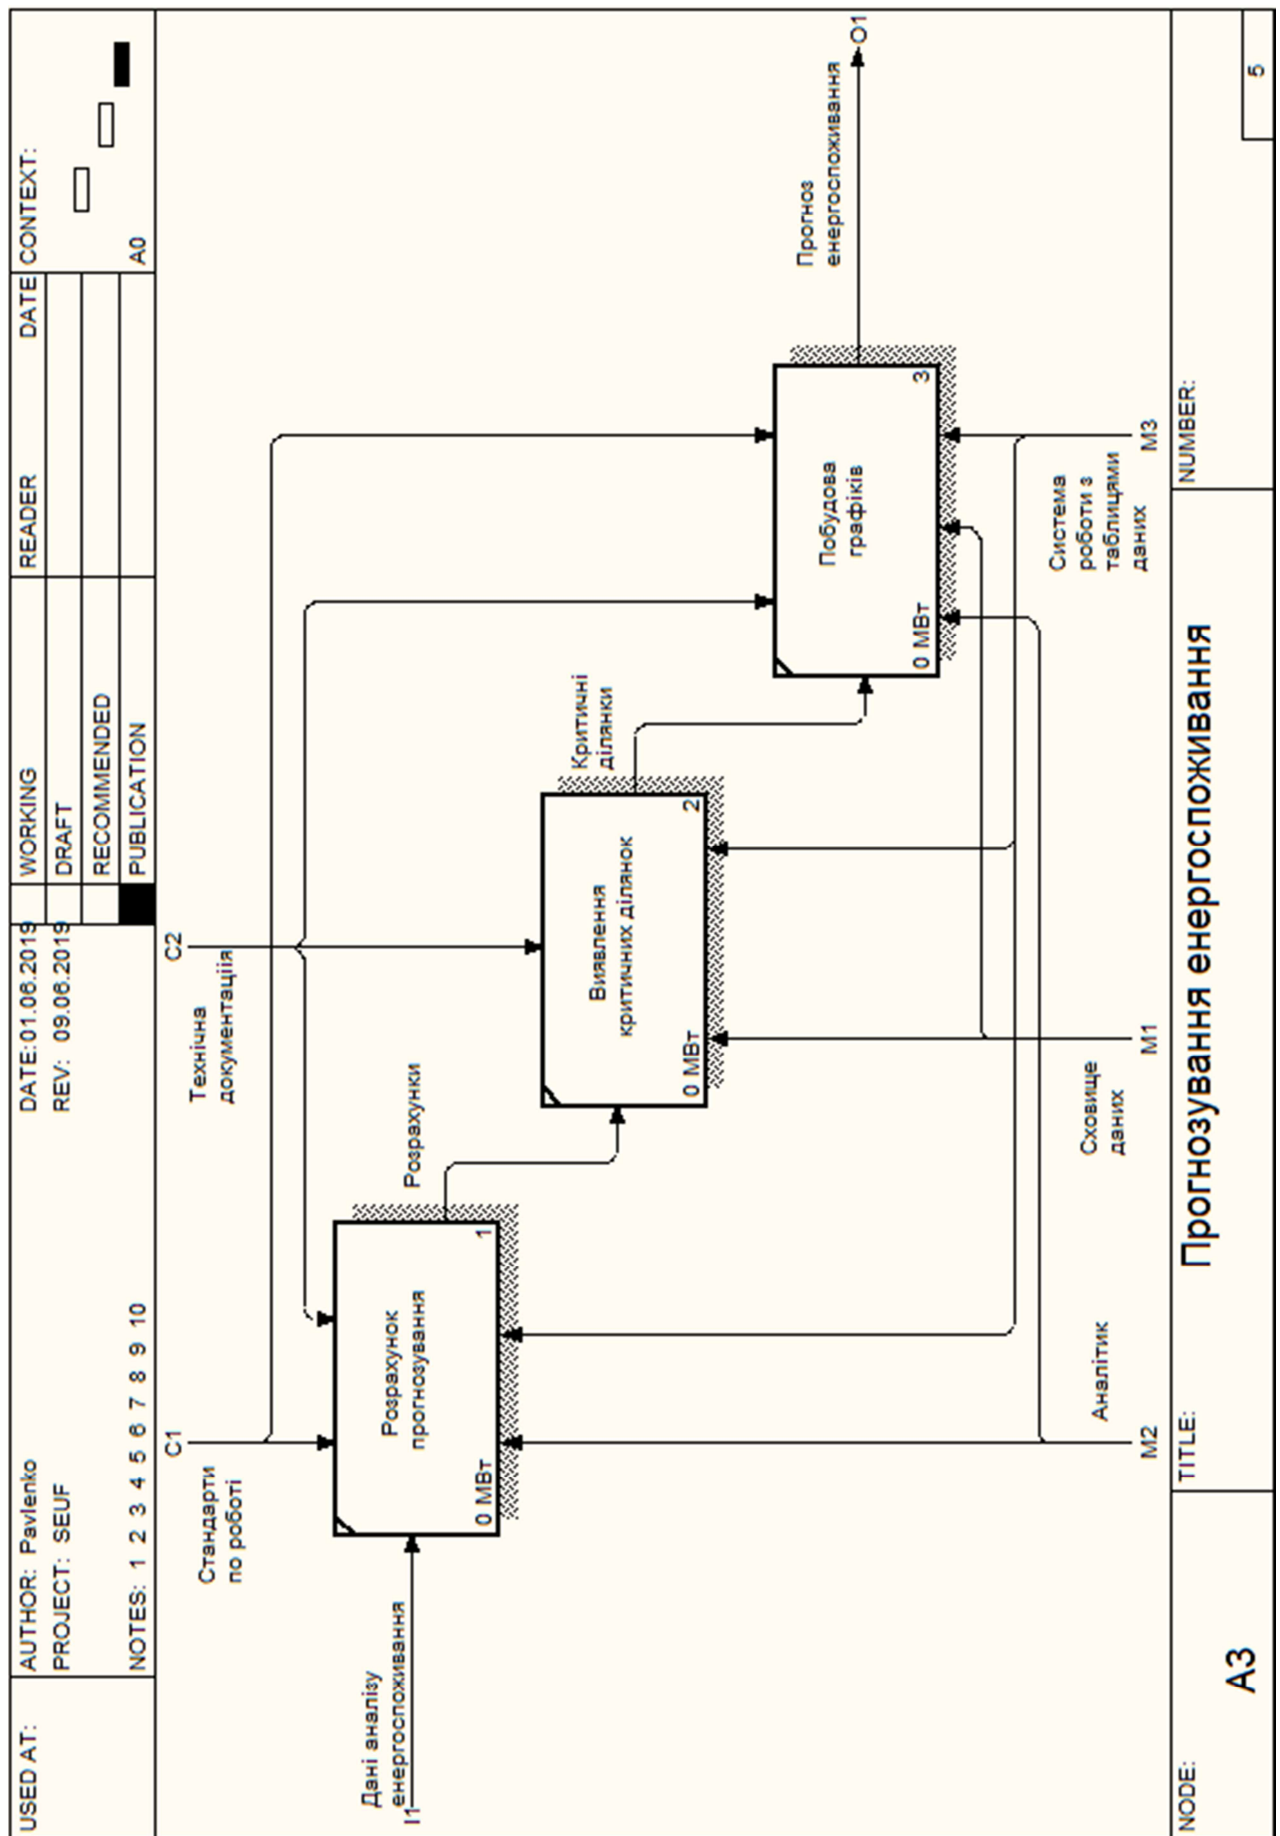 USED AT:
AUTHOR: Pavlenko
PROJECT: SEUF
NOTES: 1 2 3 4 5 6 7 8 9 10
DATE: 01.06.2019
REV: 09.06.2019
WORKING
DRAFT
RECOMMENDED
PUBLICATION
READER
DATE
CONTEXT:
A0
C1
Стандарти
по роботі
C2
Технічна
документаціія
I1
Дані аналізу
енергоспоживання
Розрахунок
прогнозування
0 МВт
1
Розрахунки
Виявлення
критичних ділянок
0 МВт
2
Критичні
ділянки
Побудова
графіків
0 МВт
3
Прогноз
енергоспоживання
O1
Аналітик
M2
Сховище
даних
M1
Система
роботи з
таблицями
даних
M3
NODE:
A3
TITLE:
Прогнозування енергоспоживання
NUMBER:
5